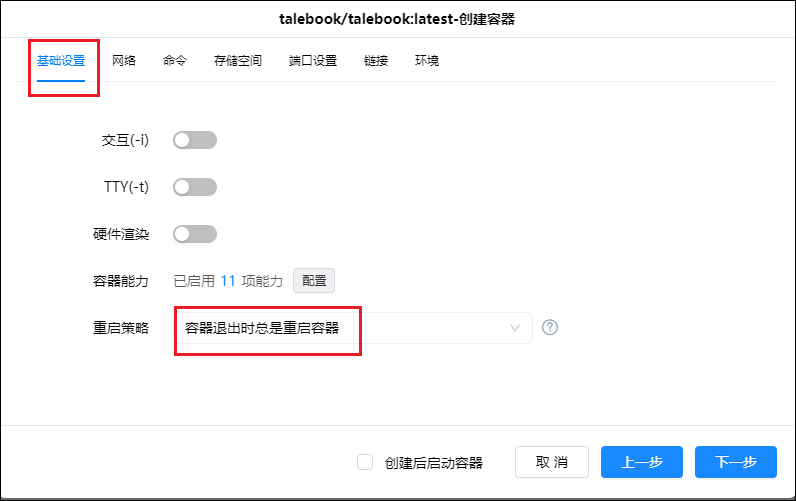 talebook/talebook:latest-创建容器
基础设置 网络 命令 存储空间 端口设置 链接 环境
交互(-i)
TTY(-t)
硬件渲染
容器能力 已启用 11 项能力 配置
重启策略 容器退出时总是重启容器 ?
创建后启动容器 取消 上一步 下一步